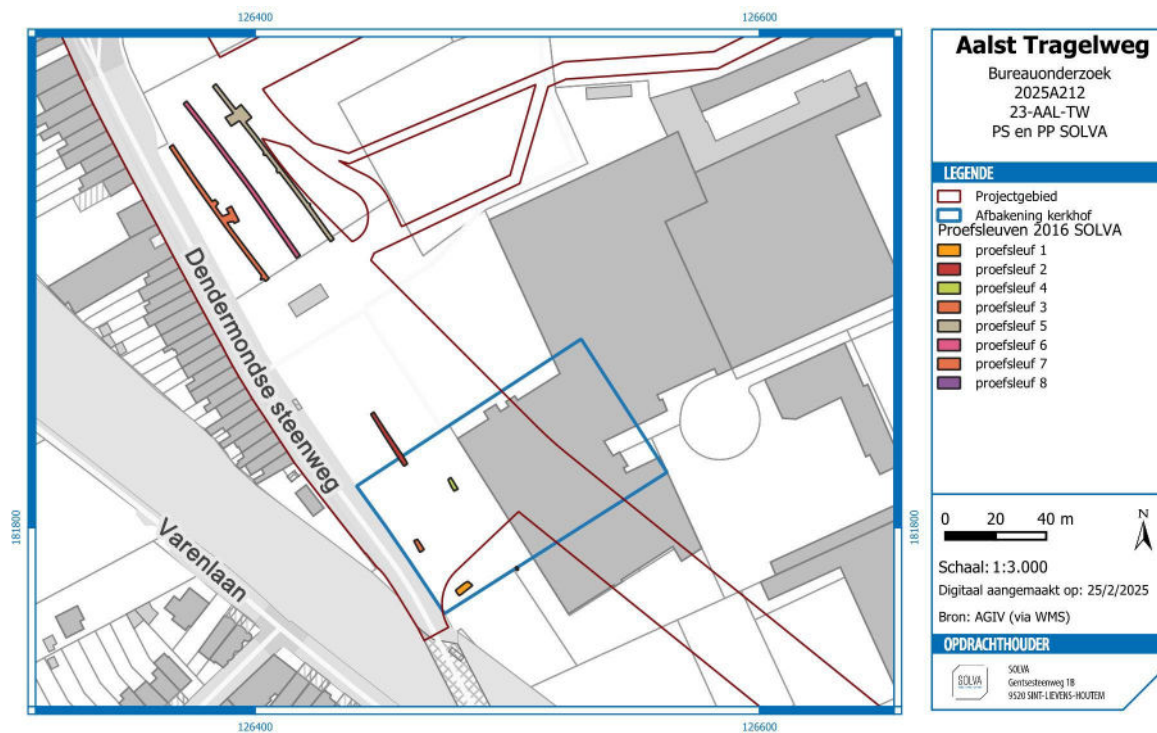 126400
126600
181800
181800
126400
126600
Dendermondse steenweg
Varenlaan
Aalst Tragelweg
Bureauonderzoek
2025A212
23-AAL-TW
PS en PP SOLVA
LEGENDE
Projectgebied
Afbakening kerkhof
Proefsleuven 2016 SOLVA
proefsleuf 1
proefsleuf 2
proefsleuf 4
proefsleuf 3
proefsleuf 5
proefsleuf 6
proefsleuf 7
proefsleuf 8
0 20 40 m
N
Schaal: 1:3.000
Digitaal aangemaakt op: 25/2/2025
Bron: AGIV (via WMS)
OPDRACHTHOUDER
SOLVA
SOLVA
Gentsesteenweg 1B
9520 SINT-LIEVENS-HOUTEM